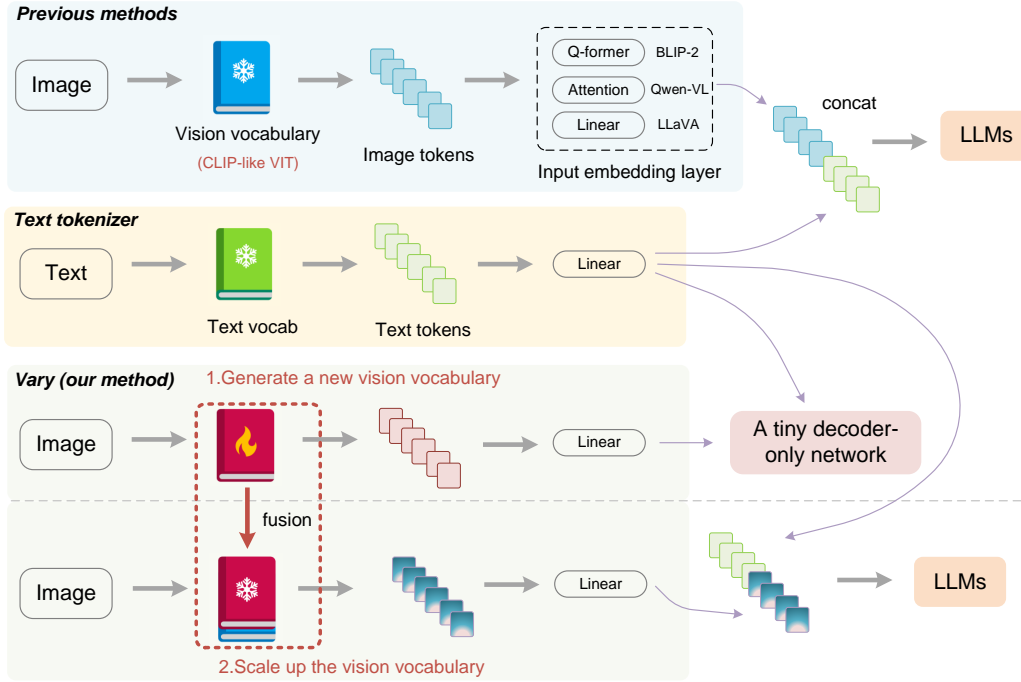 Previous methods
Image
Vision vocabulary
(CLIP-like VIT)
Image tokens
Q-former BLIP-2
Attention Qwen-VL
Linear LLaVA
Input embedding layer
concat
LLMs
Text tokenizer
Text
Text vocab
Text tokens
Linear
Vary (our method)
1.Generate a new vision vocabulary
Image
Linear
A tiny decoder-
only network
fusion
Image
Linear
LLMs
2.Scale up the vision vocabulary